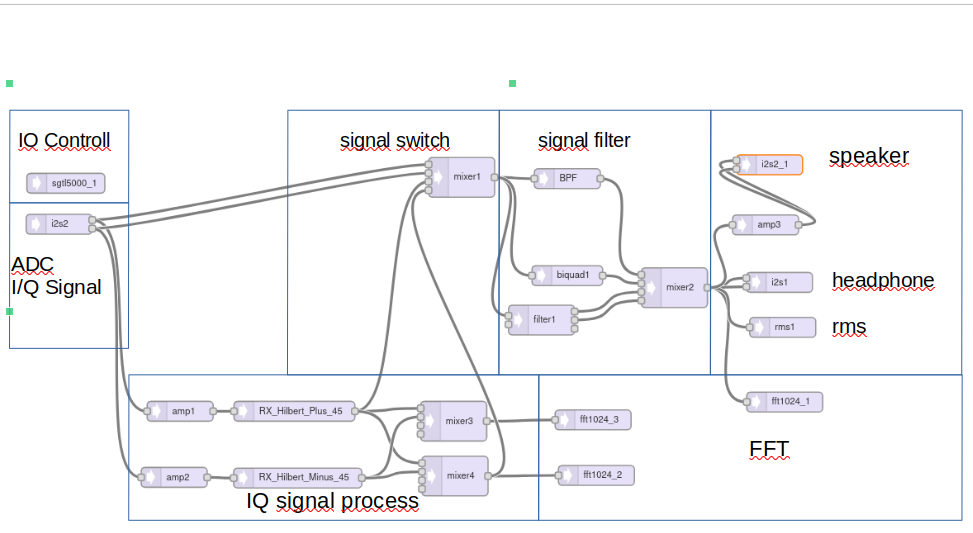 IO Controll
sgtl5000_1
i2s2
ADC
I/Q Signal
signal switch
mixer1
signal filter
BPF
biquad1
filter1
mixer2
i2s2_1
speaker
amp3
i2s1
headphone
rms1
rms
amp1
RX_Hilbert_Plus_45
mixer3
amp2
RX_Hilbert_Minus_45
mixer4
IQ signal process
fft1024_3
fft1024_2
fft1024_1
FFT